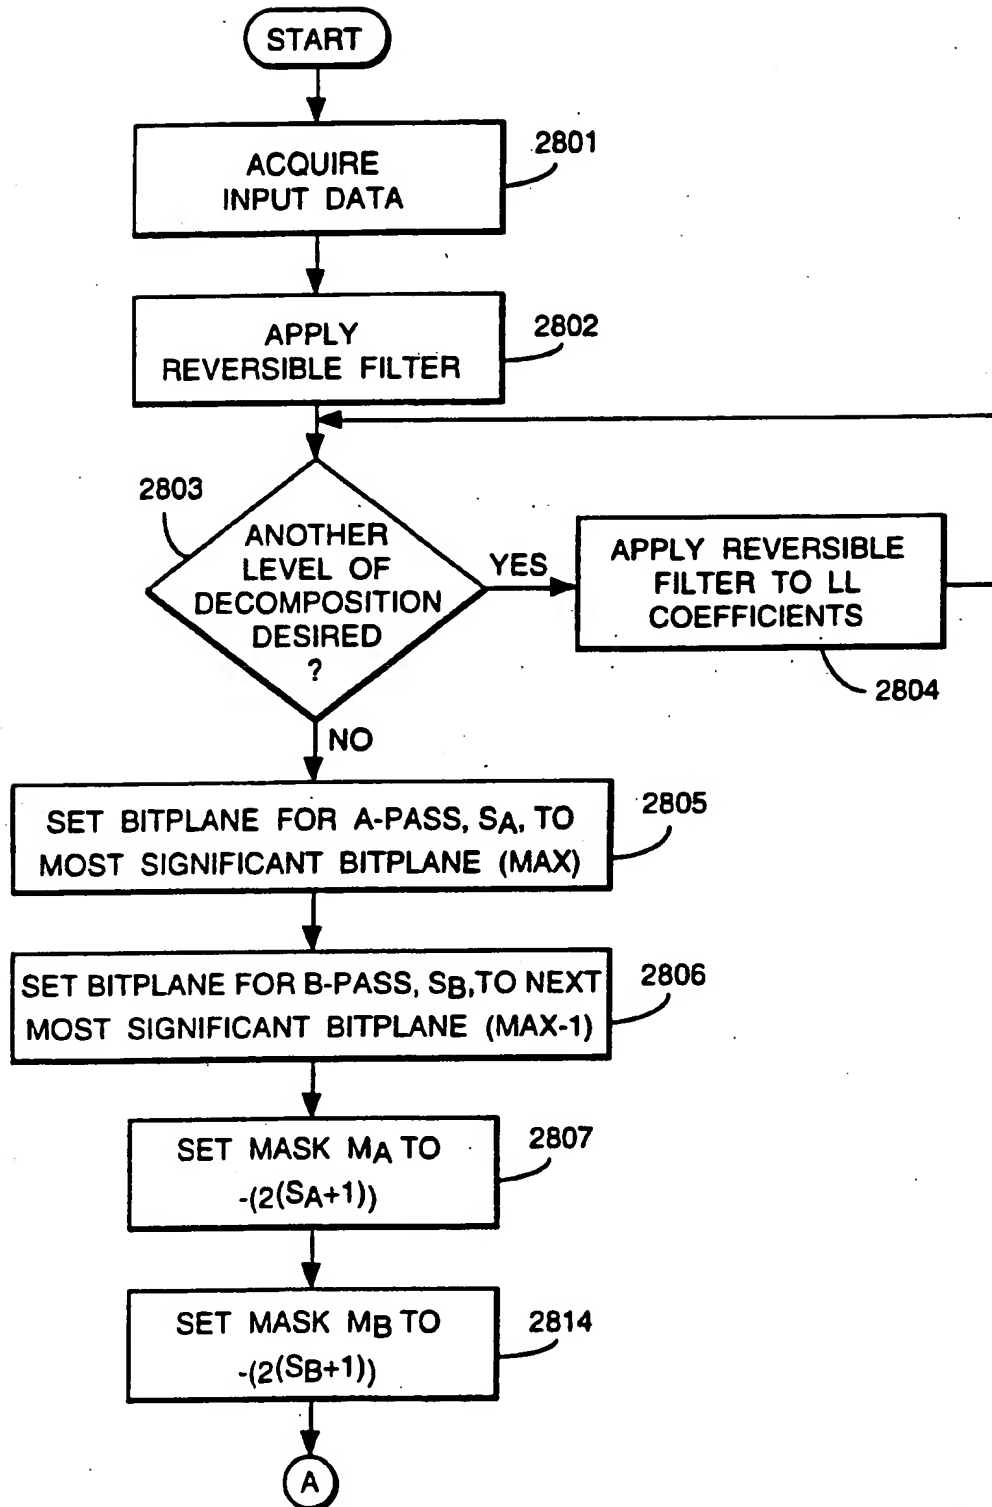 START
ACQUIRE
INPUT DATA
2801
APPLY
REVERSIBLE FILTER
2802
2803
ANOTHER
LEVEL OF
DECOMPOSITION
DESIRED
?
YES
APPLY REVERSIBLE
FILTER TO LL
COEFFICIENTS
2804
NO
SET BITPLANE FOR A-PASS, SA, TO
MOST SIGNIFICANT BITPLANE (MAX)
2805
SET BITPLANE FOR B-PASS, SB, TO NEXT
MOST SIGNIFICANT BITPLANE (MAX-1)
2806
SET MASK MA TO
-(2(SA+1))
2807
SET MASK MB TO
-(2(SB+1))
2814
A